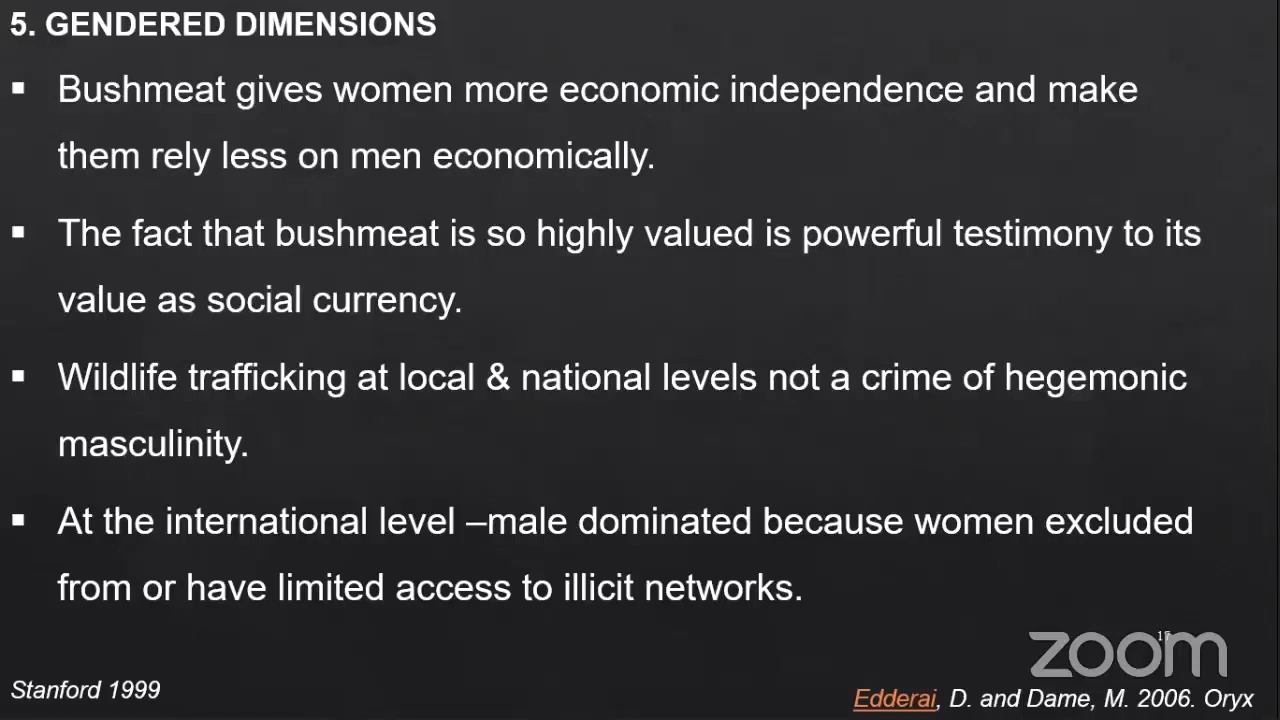 5. GENDERED DIMENSIONS
▪ Bushmeat gives women more economic independence and make
them rely less on men economically.
▪ The fact that bushmeat is so highly valued is powerful testimony to its
value as social currency.
▪ Wildlife trafficking at local & national levels not a crime of hegemonic
masculinity.
▪ At the international level –male dominated because women excluded
from or have limited access to illicit networks.
zoom
Stanford 1999
Edderai, D. and Dame, M. 2006. Oryx